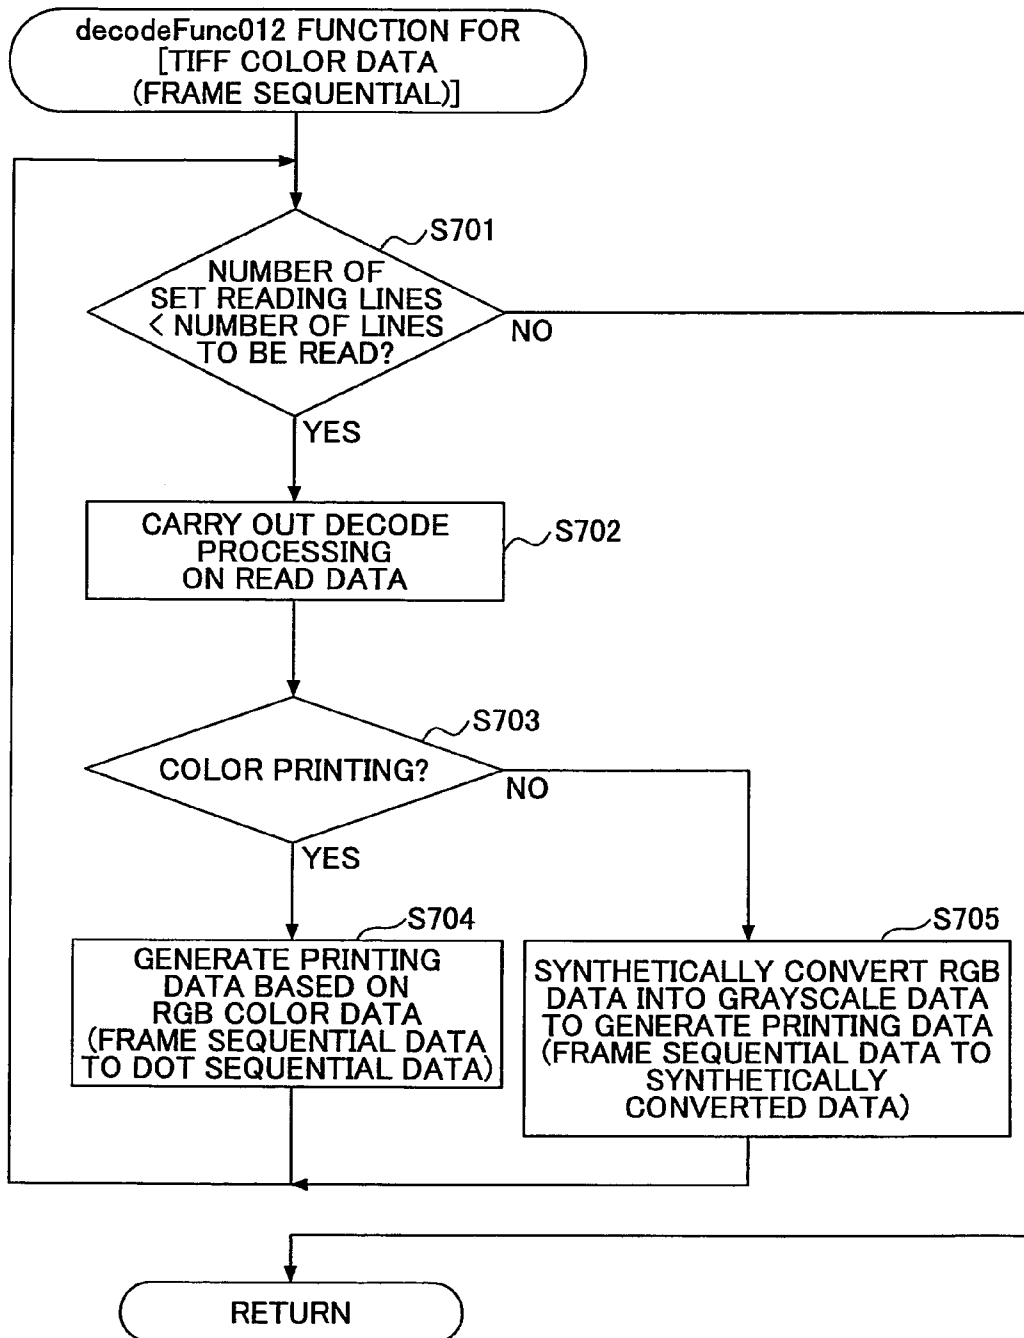 decodeFunc012 FUNCTION FOR
[TIFF COLOR DATA
(FRAME SEQUENTIAL)]
S701
NUMBER OF
SET READING LINES
< NUMBER OF LINES
TO BE READ?
NO
YES
CARRY OUT DECODE
PROCESSING
ON READ DATA
S702
S703
COLOR PRINTING?
NO
YES
S704
GENERATE PRINTING
DATA BASED ON
RGB COLOR DATA
(FRAME SEQUENTIAL DATA
TO DOT SEQUENTIAL DATA)
S705
SYNTHETICALLY CONVERT RGB
DATA INTO GRAYSCALE DATA
TO GENERATE PRINTING DATA
(FRAME SEQUENTIAL DATA TO
SYNTHETICALLY
CONVERTED DATA)
RETURN